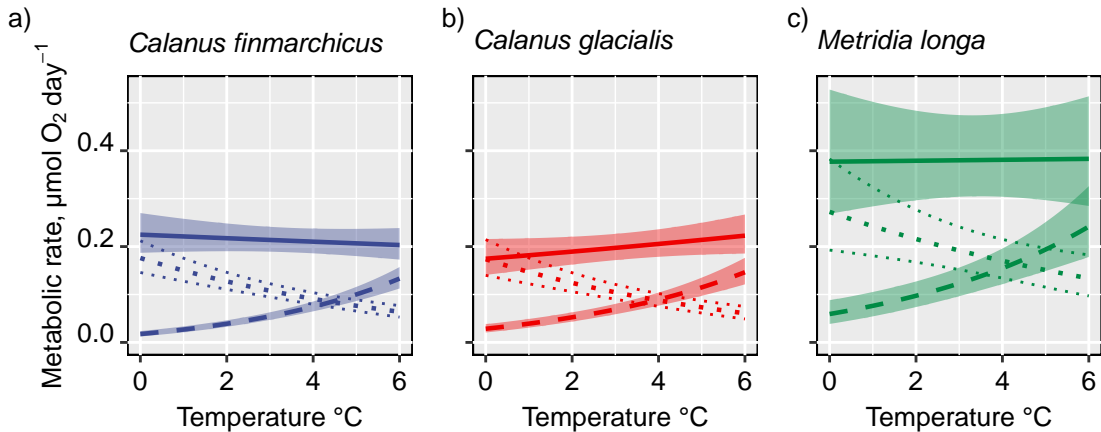 a) Calanus finmarchicus
b) Calanus glacialis
c) Metridia longa
Metabolic rate, μmol O₂ day⁻¹
0.4
0.2
0.0
0 2 4 6
0 2 4 6
0 2 4 6
Temperature °C
Temperature °C
Temperature °C